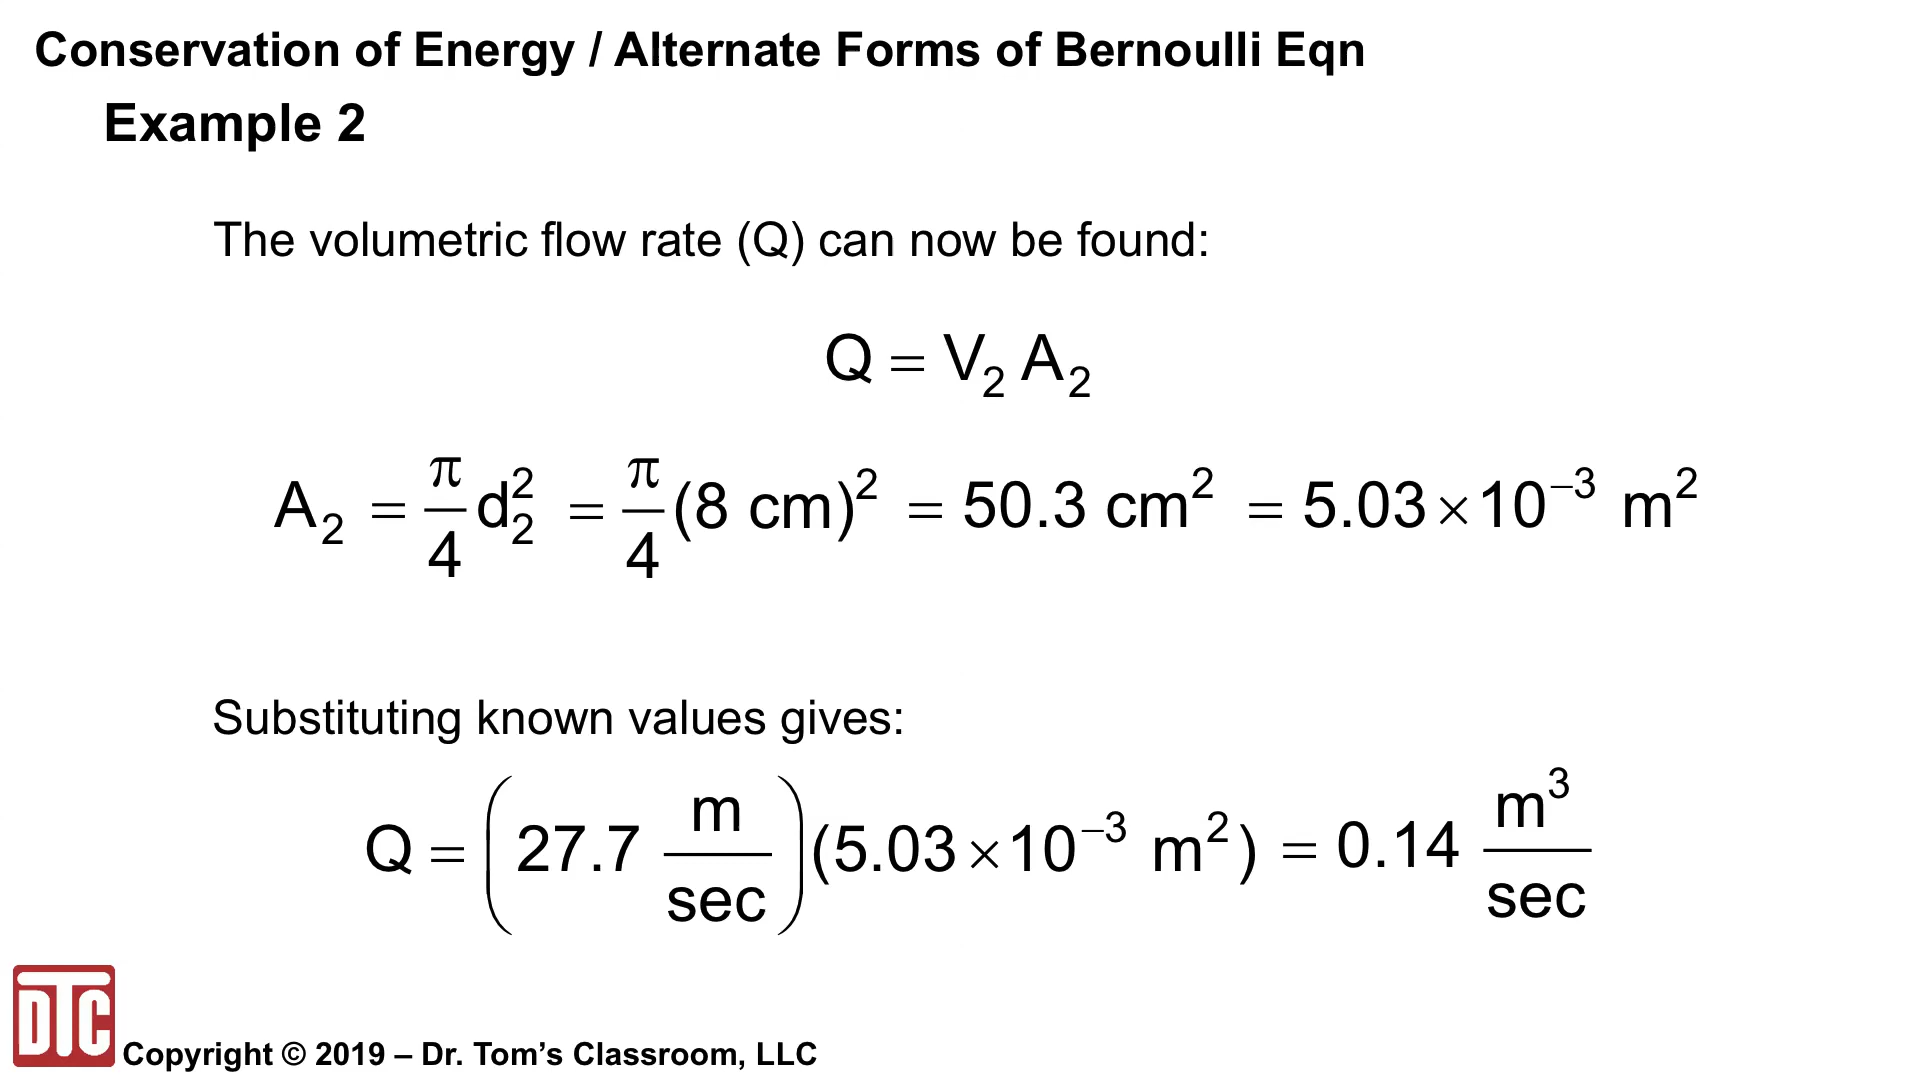 Conservation of Energy / Alternate Forms of Bernoulli Eqn
Example 2
The volumetric flow rate (Q) can now be found:
Q = V₂ A₂
A₂ = π/4 d₂² = π/4 (8 cm)² = 50.3 cm² = 5.03 × 10⁻³ m²
Substituting known values gives:
Q = (27.7 m/sec)(5.03 × 10⁻³ m²) = 0.14 m³/sec
DTC
Copyright © 2019 – Dr. Tom’s Classroom, LLC